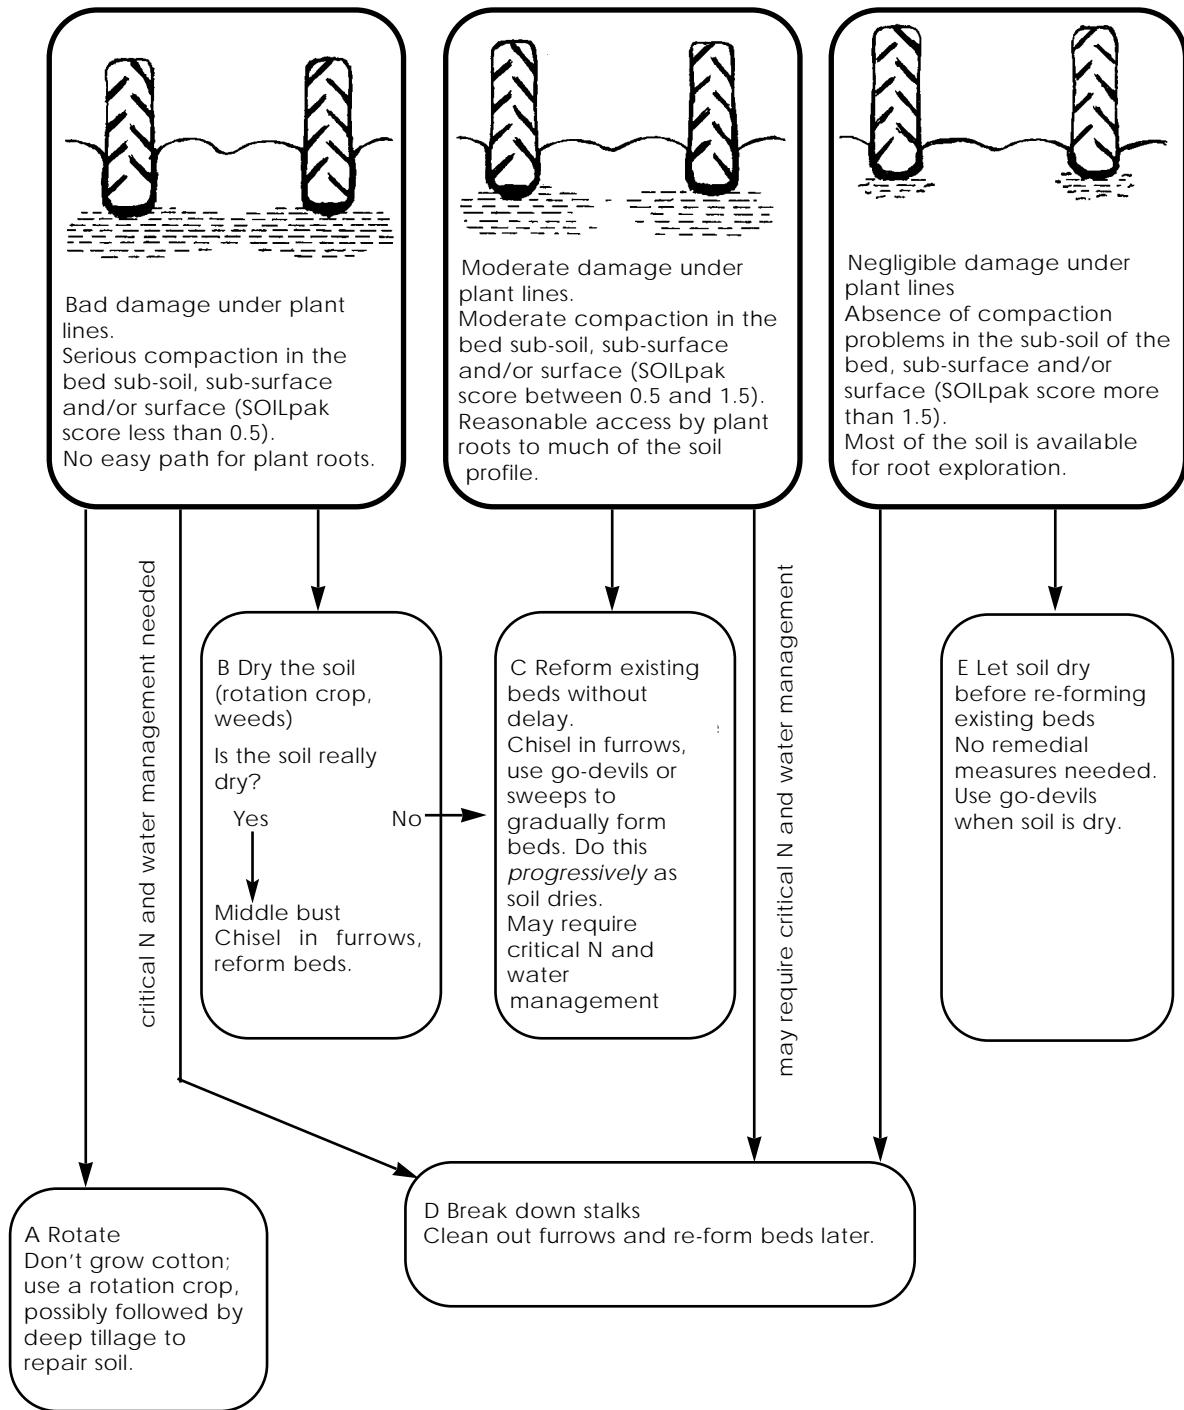 Bad damage under plant
lines.
Serious compaction in the
bed sub-soil, sub-surface
and/or surface (SOILpak
score less than 0.5).
No easy path for plant roots.
Moderate damage under
plant lines.
Moderate compaction in the
bed sub-soil, sub-surface
and/or surface (SOILpak
score between 0.5 and 1.5).
Reasonable access by plant
roots to much of the soil
profile.
Negligible damage under
plant lines
Absence of compaction
problems in the sub-soil of the
bed, sub-surface and/or
surface (SOILpak score more
than 1.5).
Most of the soil is available
for root exploration.
critical N and water management needed
B Dry the soil
(rotation crop,
weeds)
Is the soil really
dry?
Yes
No
Middle bust
Chisel in furrows,
reform beds.
C Reform existing
beds without
delay.
Chisel in furrows,
use go-devils or
sweeps to
gradually form
beds. Do this
progressively as
soil dries.
May require
critical N and
water
management
may require critical N and water management
E Let soil dry
before re-forming
existing beds
No remedial
measures needed.
Use go-devils
when soil is dry.
A Rotate
Don't grow cotton;
use a rotation crop,
possibly followed by
deep tillage to
repair soil.
D Break down stalks
Clean out furrows and re-form beds later.